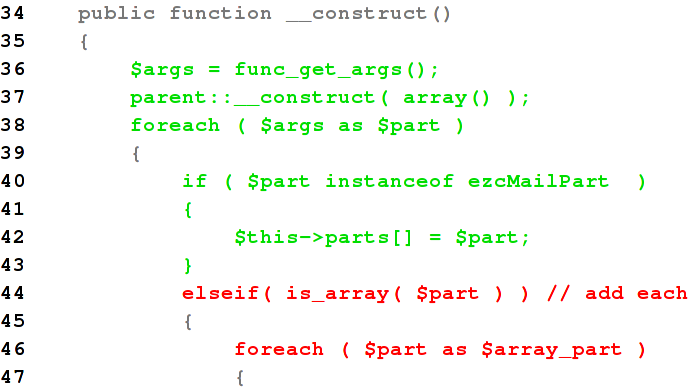 34    public function __construct()
35    {
36        $args = func_get_args();
37        parent::__construct( array() );
38        foreach ( $args as $part )
39        {
40            if ( $part instanceof ezcMailPart  )
41            {
42                $this->parts[] = $part;
43            }
44            elseif( is_array( $part ) ) // add each
45            {
46                foreach ( $part as $array_part )
47                {